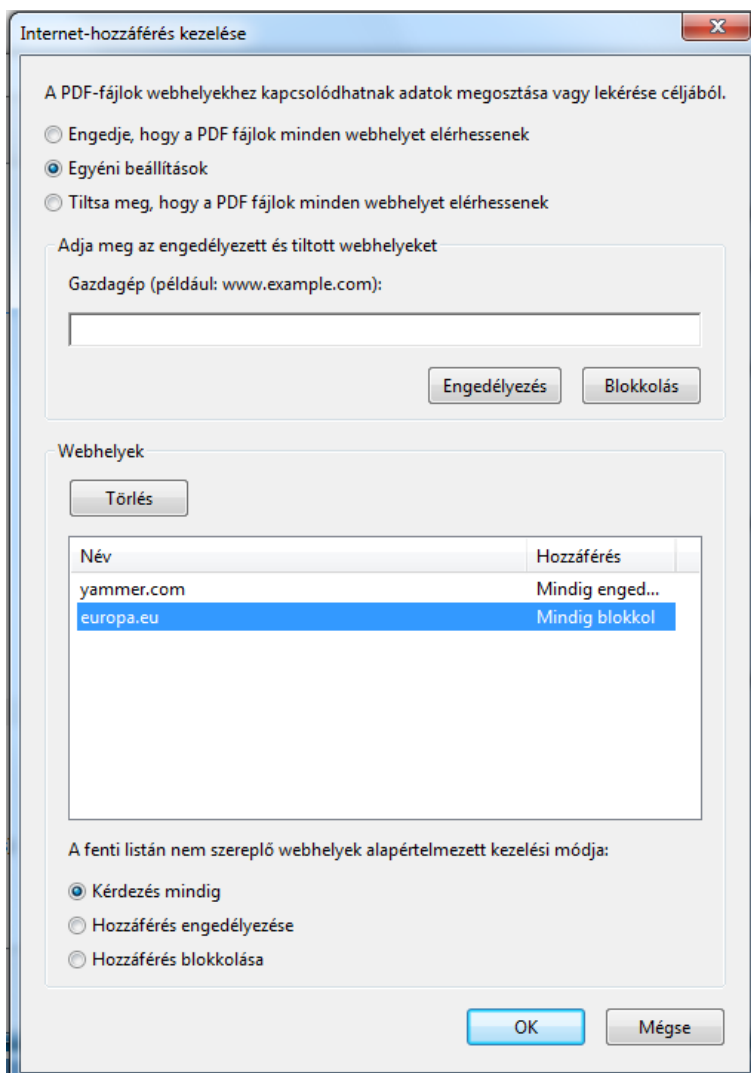 Internet-hozzáférés kezelése
A PDF-fájlok webhelyekhez kapcsolódhatnak adatok megosztása vagy lekérése céljából.
Engedje, hogy a PDF fájlok minden webhelyet elérhessenek
Egyéni beállítások
Tiltsa meg, hogy a PDF fájlok minden webhelyet elérhessenek
Adja meg az engedélyezett és tiltott webhelyeket
Gazdagép (például: www.example.com):
Engedélyezés Blokkolás
Webhelyek
Törlés
Név Hozzáférés
yammer.com Mindig enged...
europa.eu Mindig blokkol
A fenti listán nem szereplő webhelyek alapértelmezett kezelési módja:
Kérdezés mindig
Hozzáférés engedélyezése
Hozzáférés blokkolása
OK Mégse